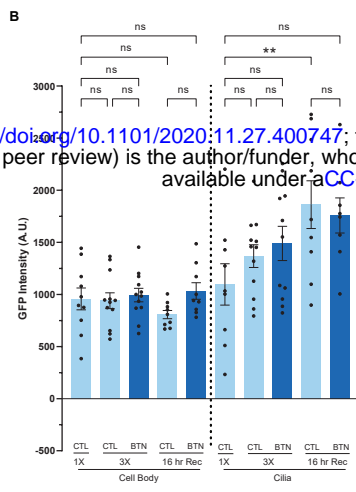 B
ns ns
ns **
ns ns
ns ns ns ns ns ns
3000
/doi.org/10.1101/2020.11.27.400747; t
peer review) is the author/funder, who
available under aCC
2000
1500
1000
500
0
-500
GFP Intensity (A.U.)
CTL CTL BTN CTL BTN CTL CTL BTN CTL BTN
1X 3X 16 hr Rec 1X 3X 16 hr Rec
Cell Body Cilia